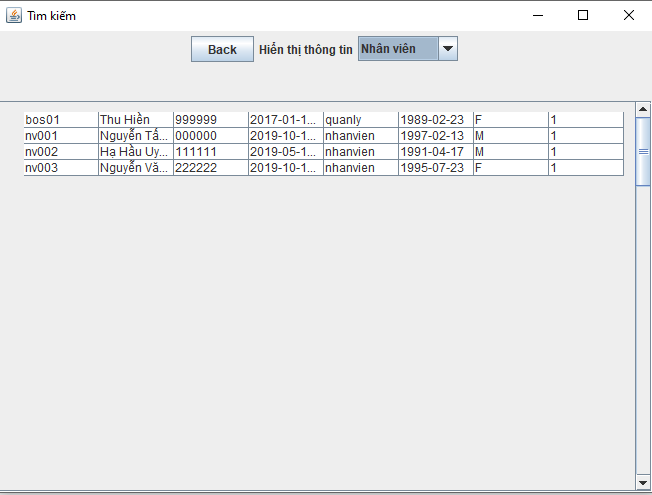 Tìm kiếm
Back Hiển thị thông tin Nhân viên
bos01 Thu Hiền 999999 2017-01-1... quanly 1989-02-23 F 1
nv001 Nguyễn Tấ... 000000 2019-10-1... nhanvien 1997-02-13 M 1
nv002 Hạ Hầu Uy... 111111 2019-05-1... nhanvien 1991-04-17 M 1
nv003 Nguyễn Vă... 222222 2019-10-1... nhanvien 1995-07-23 F 1